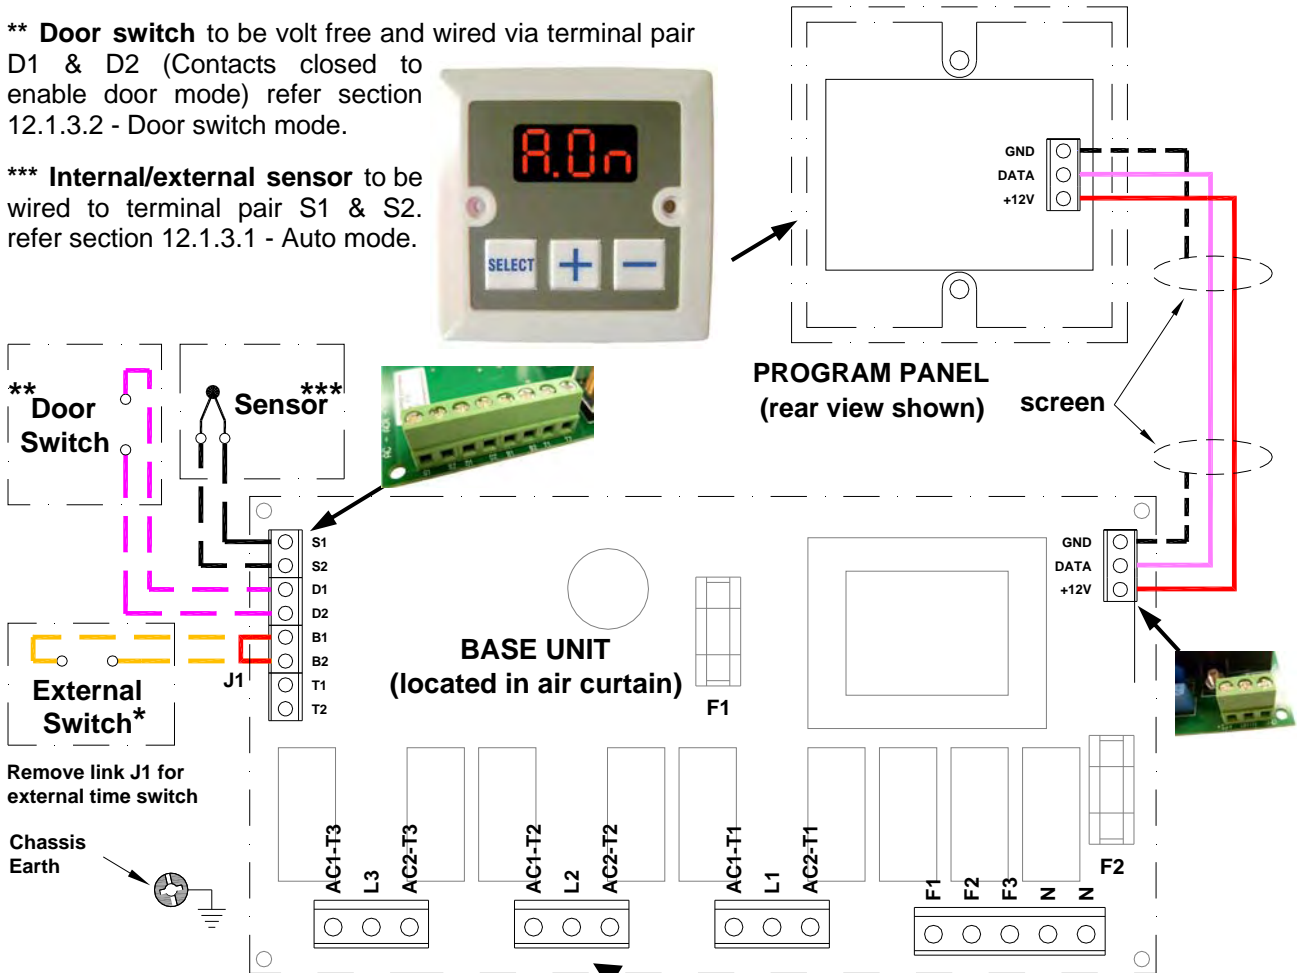 ** Door switch to be volt free and wired via terminal pair
D1 & D2 (Contacts closed to
enable door mode) refer section
12.1.3.2 - Door switch mode.
*** Internal/external sensor to be
wired to terminal pair S1 & S2.
refer section 12.1.3.1 - Auto mode.
A.On
SELECT
+
−
GND
DATA
+12V
PROGRAM PANEL
(rear view shown)
screen
**
Door
Switch
Sensor***
S1
S2
D1
D2
B1
B2
T1
T2
J1
External
Switch*
Remove link J1 for
external time switch
Chassis
Earth
BASE UNIT
(located in air curtain)
F1
GND
DATA
+12V
F2
AC1-T3
L3
AC2-T3
AC1-T2
L2
AC2-T2
AC1-T1
L1
AC2-T1
F1
F2
F3
N
N